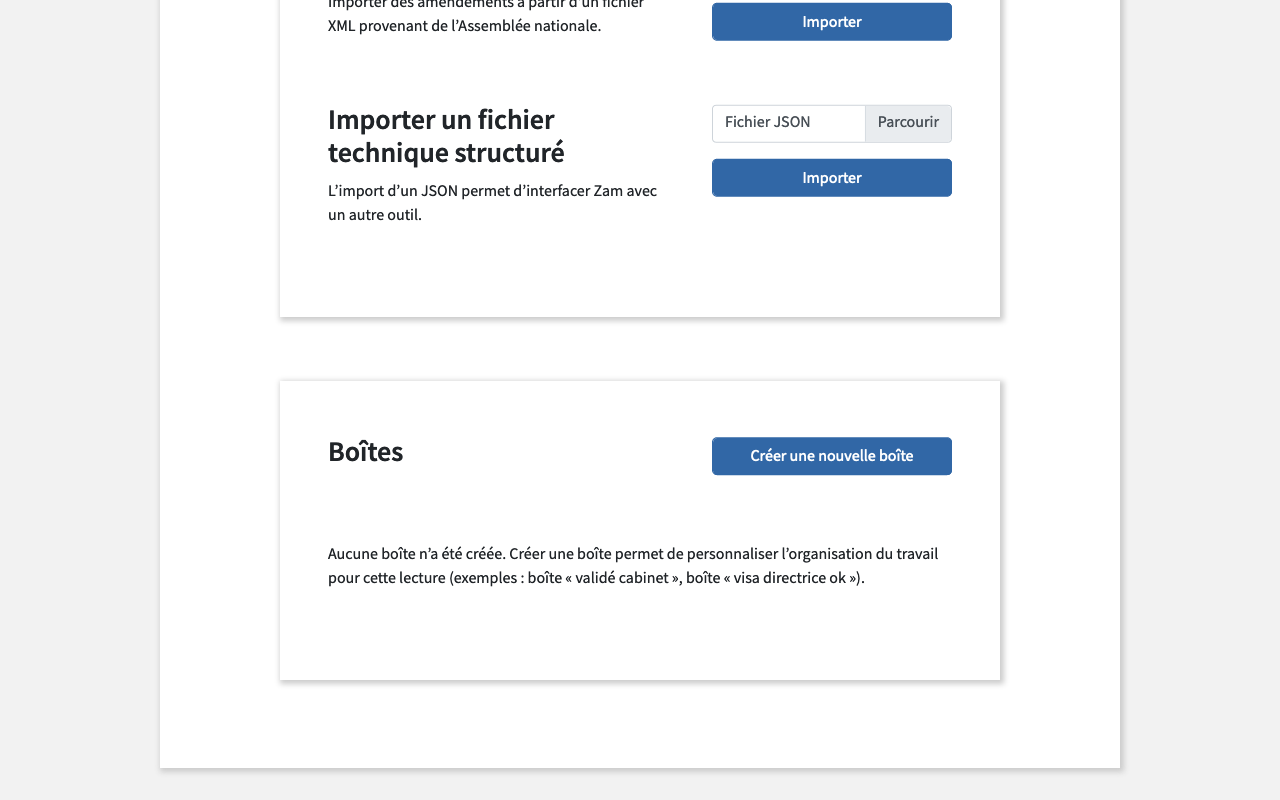 Importer des amendements à partir d’un fichier
XML provenant de l’Assemblée nationale.
Importer
Importer un fichier
technique structuré
L’import d’un JSON permet d’interfacer Zam avec
un autre outil.
Fichier JSON
Parcourir
Importer
Boîtes
Créer une nouvelle boîte
Aucune boîte n’a été créée. Créer une boîte permet de personnaliser l’organisation du travail
pour cette lecture (exemples : boîte « validé cabinet », boîte « visa directrice ok »).